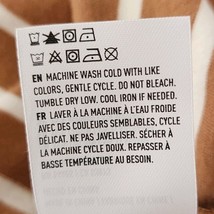 EN MACHINE WASH COLD WITH LIKE
COLORS, GENTLE CYCLE. DO NOT BLEACH.
TUMBLE DRY LOW. COOL IRON IF NEEDED.
FR LAVER À LA MACHINE À L'EAU FROIDE
AVEC DES COULEURS SEMBLABLES, CYCLE
DÉLICAT. NE PAS JAVELLISER. SÉCHER
À LA MACHINE CYCLE DOUX. REPASSER À
BASSE TEMPÉRATURE AU BESOIN.